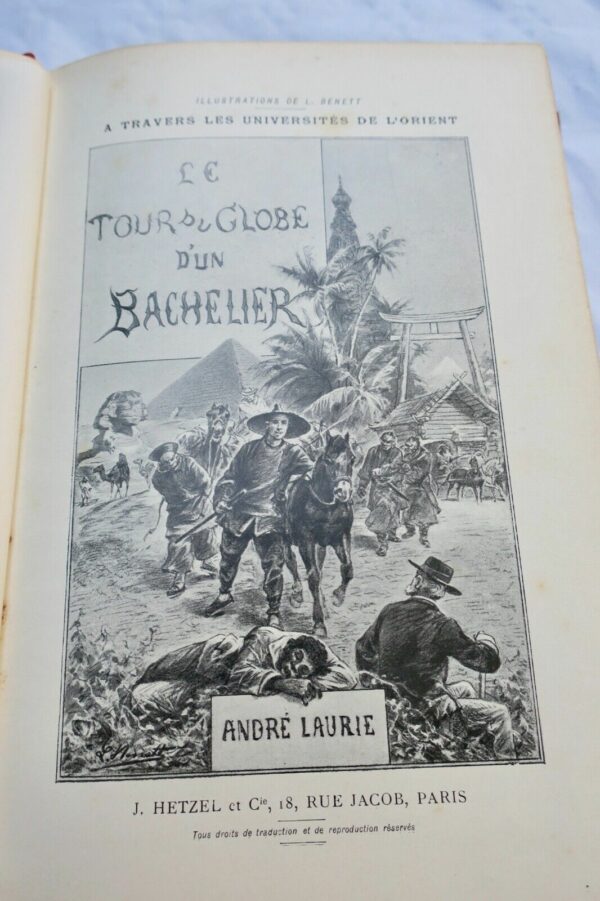 ILLUSTRATIONS DE L. BENETT
A TRAVERS LES UNIVERSITÉS DE L'ORIENT
LE
TOUR DU GLOBE
D'UN
BACHELIER
L. Benett
ANDRÉ LAURIE
J. HETZEL et Cie, 18, RUE JACOB, PARIS
Tous droits de traduction et de reproduction réservés